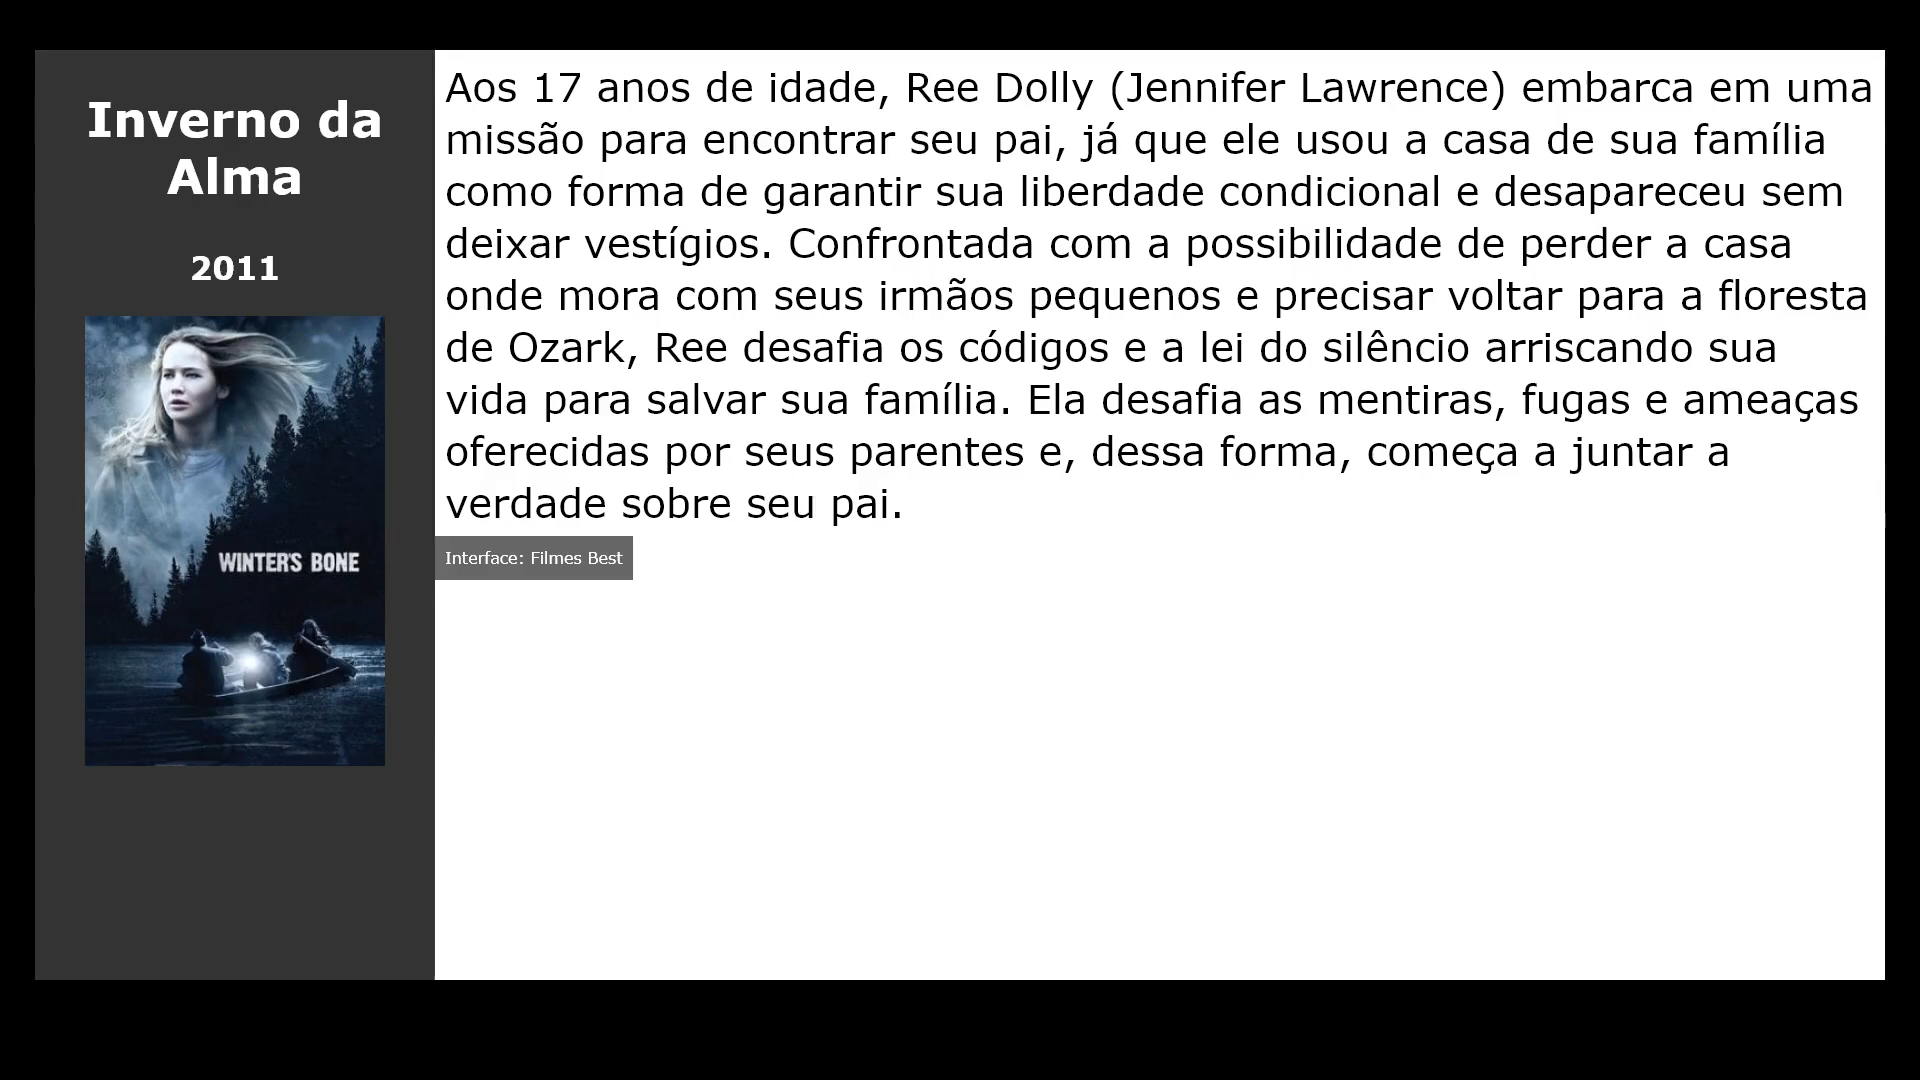 Inverno da
Alma
2011
WINTER'S BONE
Aos 17 anos de idade, Ree Dolly (Jennifer Lawrence) embarca em uma
missão para encontrar seu pai, já que ele usou a casa de sua família
como forma de garantir sua liberdade condicional e desapareceu sem
deixar vestígios. Confrontada com a possibilidade de perder a casa
onde mora com seus irmãos pequenos e precisar voltar para a floresta
de Ozark, Ree desafia os códigos e a lei do silêncio arriscando sua
vida para salvar sua família. Ela desafia as mentiras, fugas e ameaças
oferecidas por seus parentes e, dessa forma, começa a juntar a
verdade sobre seu pai.
Interface: Filmes Best